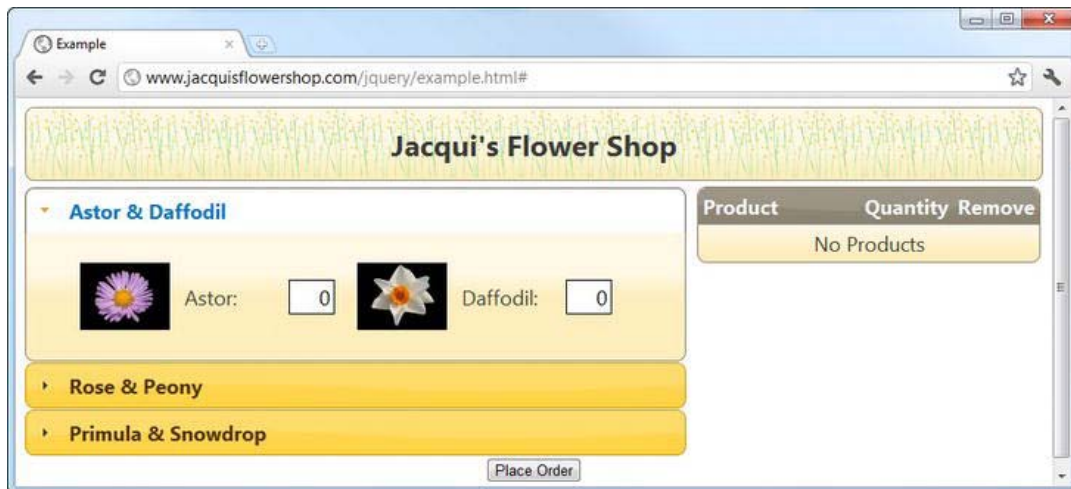 Example
www.jacquisflowershop.com/jquery/example.html#
Jacqui's Flower Shop
Astor & Daffodil
Astor: 0 Daffodil: 0
Rose & Peony
Primula & Snowdrop
Product Quantity Remove
No Products
Place Order